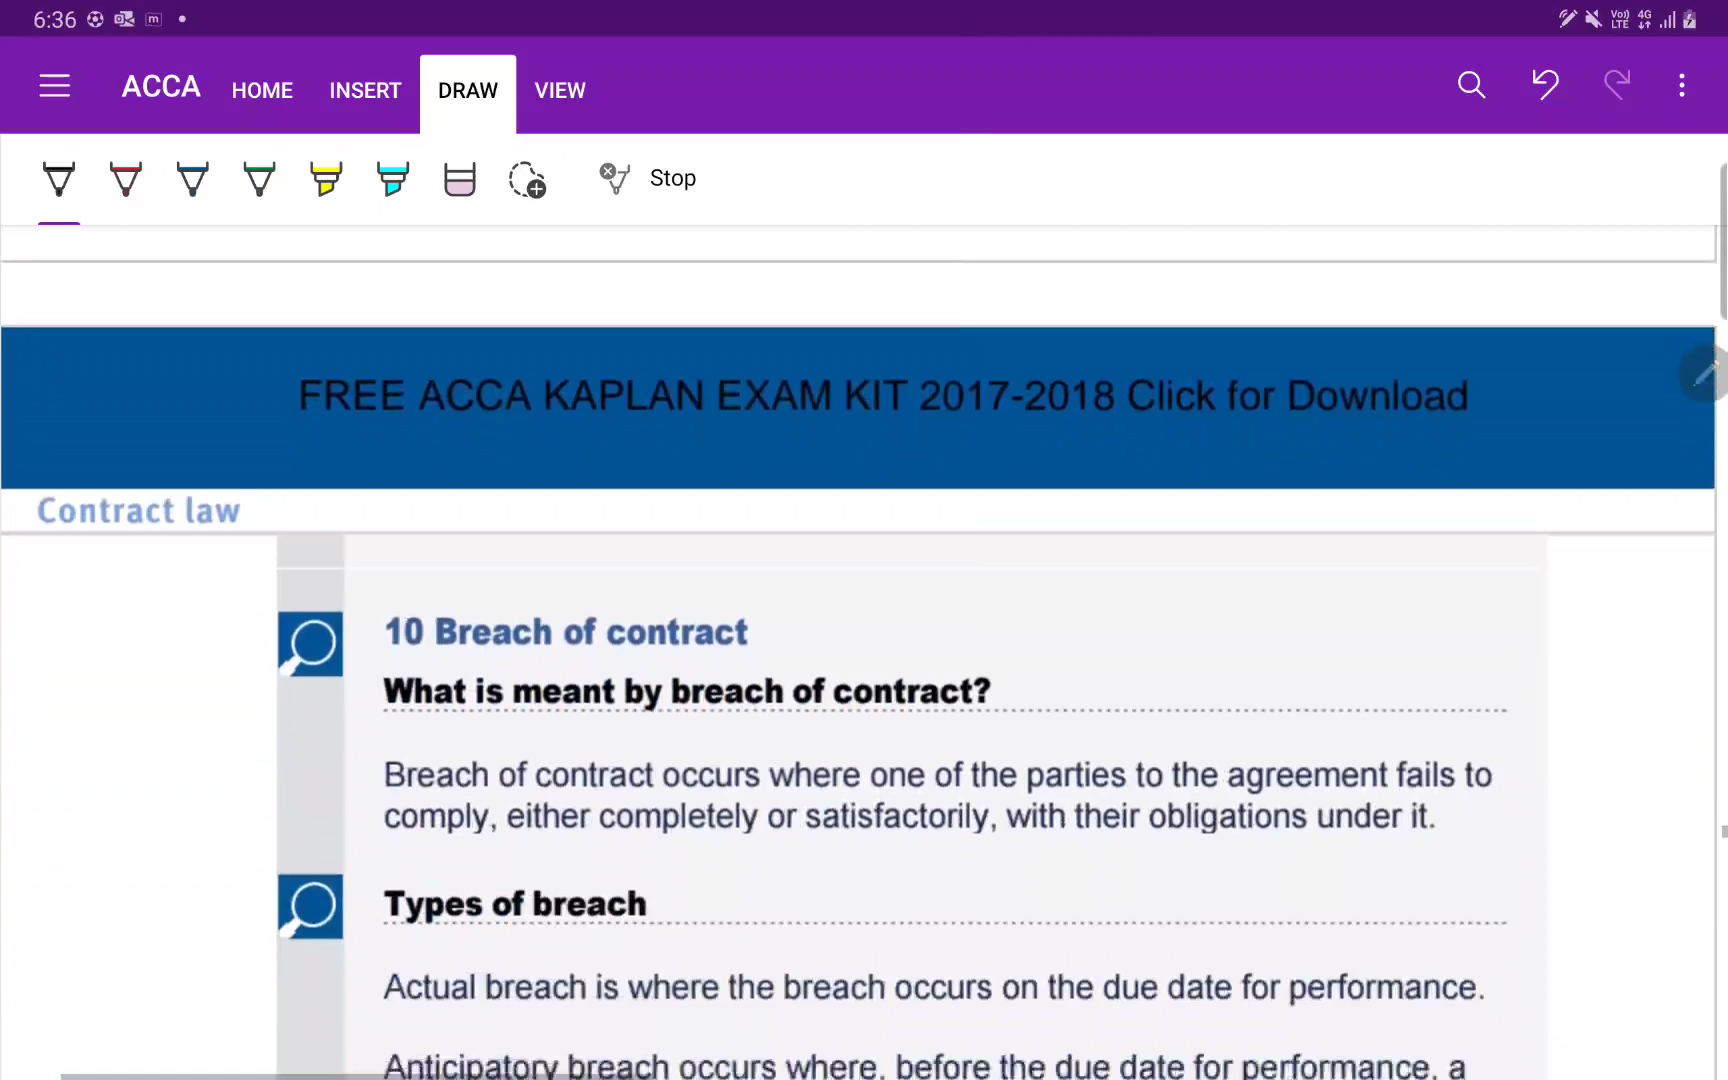 6:36
m
Vo))
LTE
4G
ACCA
HOME
INSERT
DRAW
VIEW
Stop
FREE ACCA KAPLAN EXAM KIT 2017-2018 Click for Download
Contract law
10 Breach of contract
What is meant by breach of contract?
Breach of contract occurs where one of the parties to the agreement fails to
comply, either completely or satisfactorily, with their obligations under it.
Types of breach
Actual breach is where the breach occurs on the due date for performance.
Anticipatory breach occurs where, before the due date for performance, a